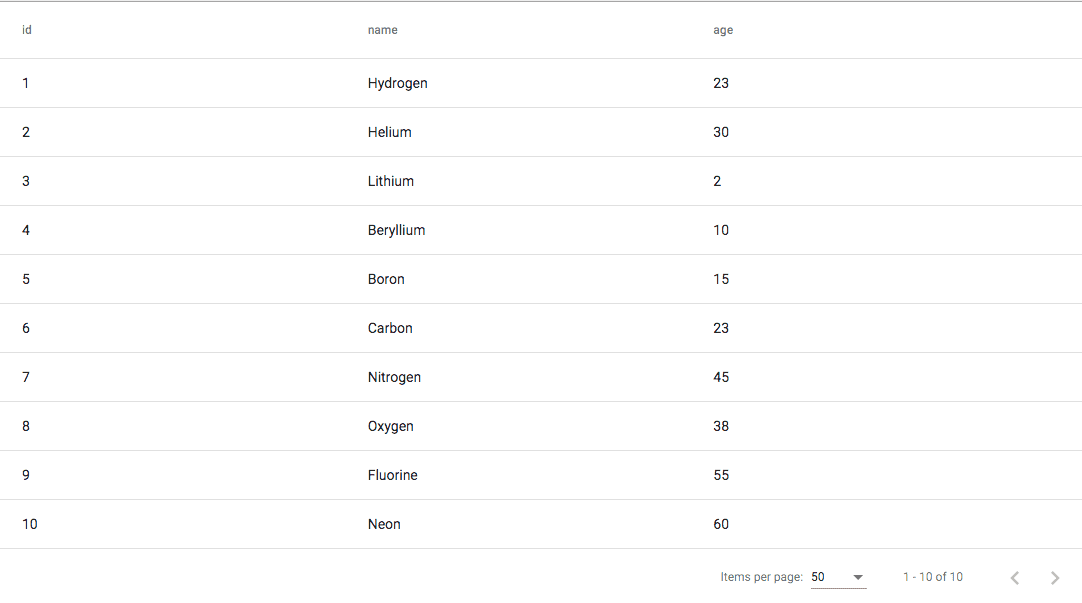 id name age
1 Hydrogen 23
2 Helium 30
3 Lithium 2
4 Beryllium 10
5 Boron 15
6 Carbon 23
7 Nitrogen 45
8 Oxygen 38
9 Fluorine 55
10 Neon 60
Items per page: 50 1 - 10 of 10